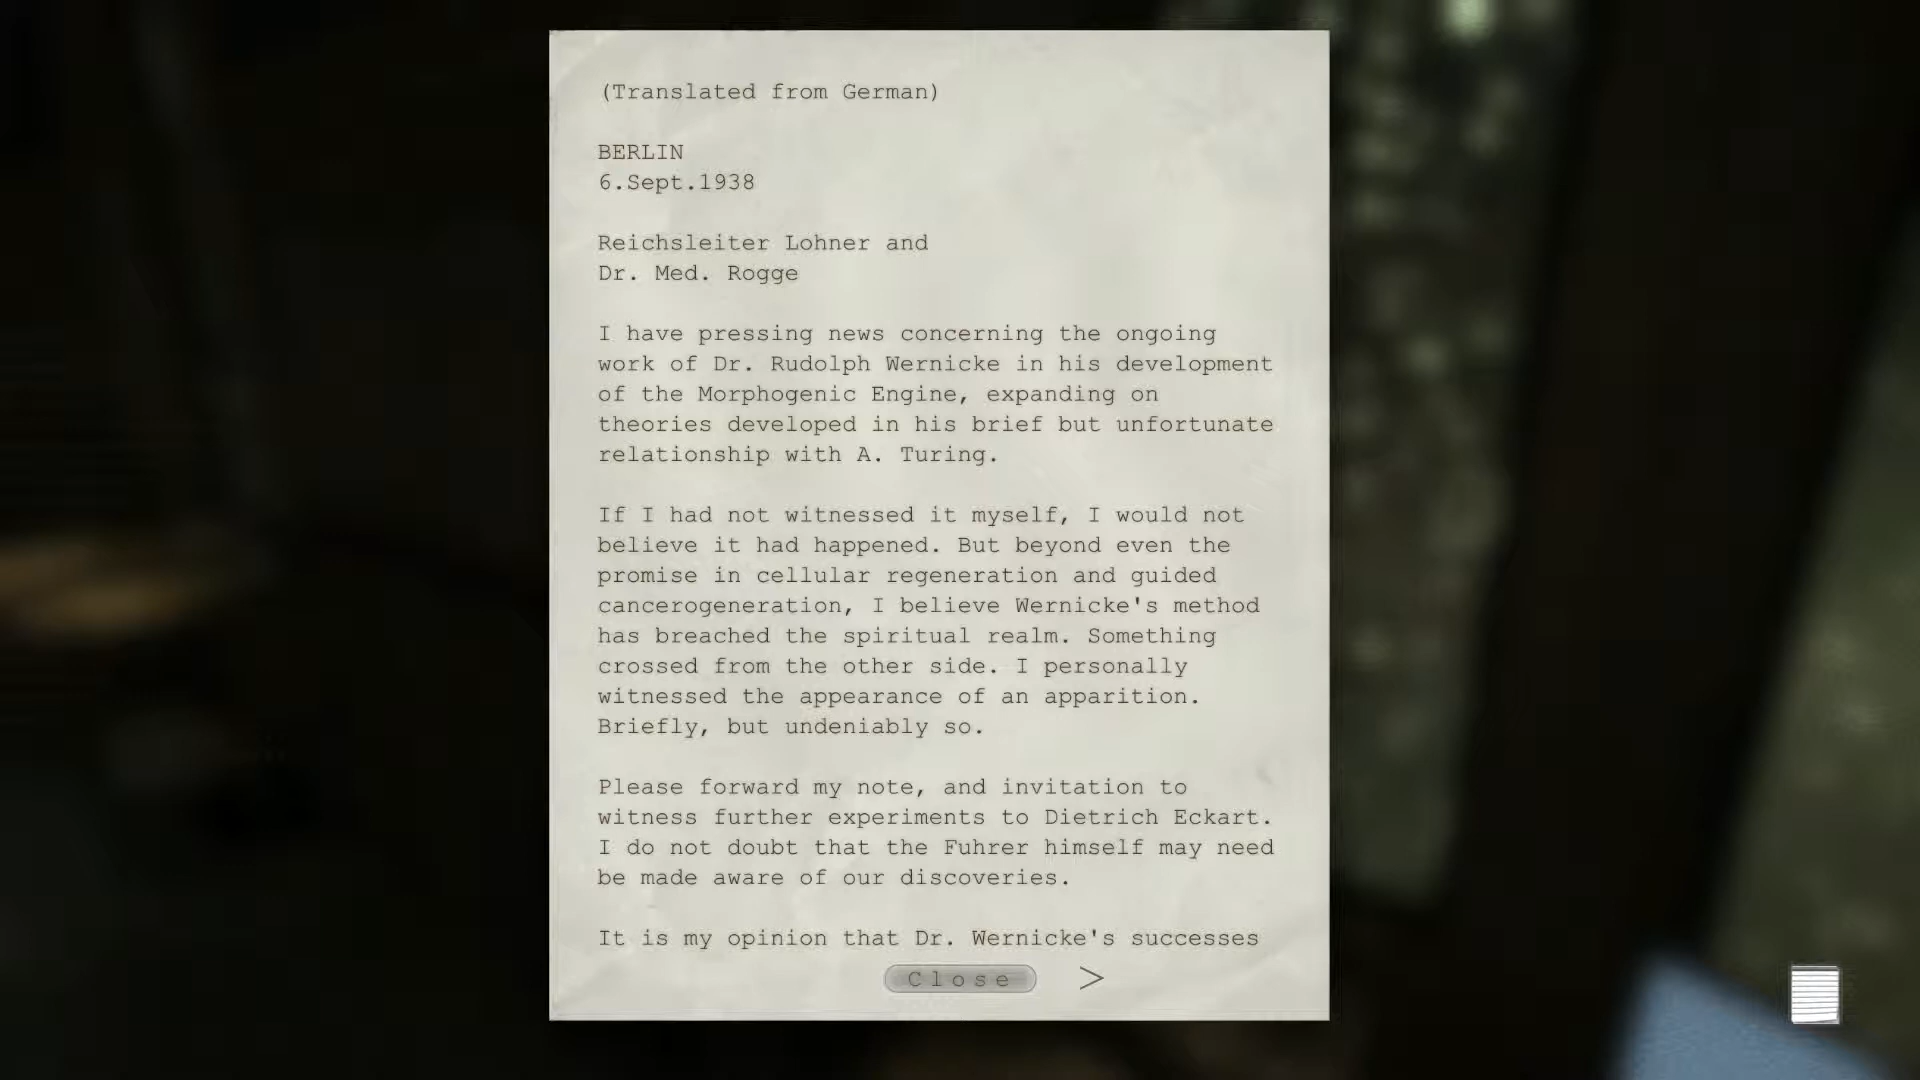 (Translated from German)
BERLIN
6.Sept.1938
Reichsleiter Lohner and
Dr. Med. Rogge
I have pressing news concerning the ongoing
work of Dr. Rudolph Wernicke in his development
of the Morphogenic Engine, expanding on
theories developed in his brief but unfortunate
relationship with A. Turing.
If I had not witnessed it myself, I would not
believe it had happened. But beyond even the
promise in cellular regeneration and guided
cancerogeneration, I believe Wernicke's method
has breached the spiritual realm. Something
crossed from the other side. I personally
witnessed the appearance of an apparition.
Briefly, but undeniably so.
Please forward my note, and invitation to
witness further experiments to Dietrich Eckart.
I do not doubt that the Fuhrer himself may need
be made aware of our discoveries.
It is my opinion that Dr. Wernicke's successes
Close >